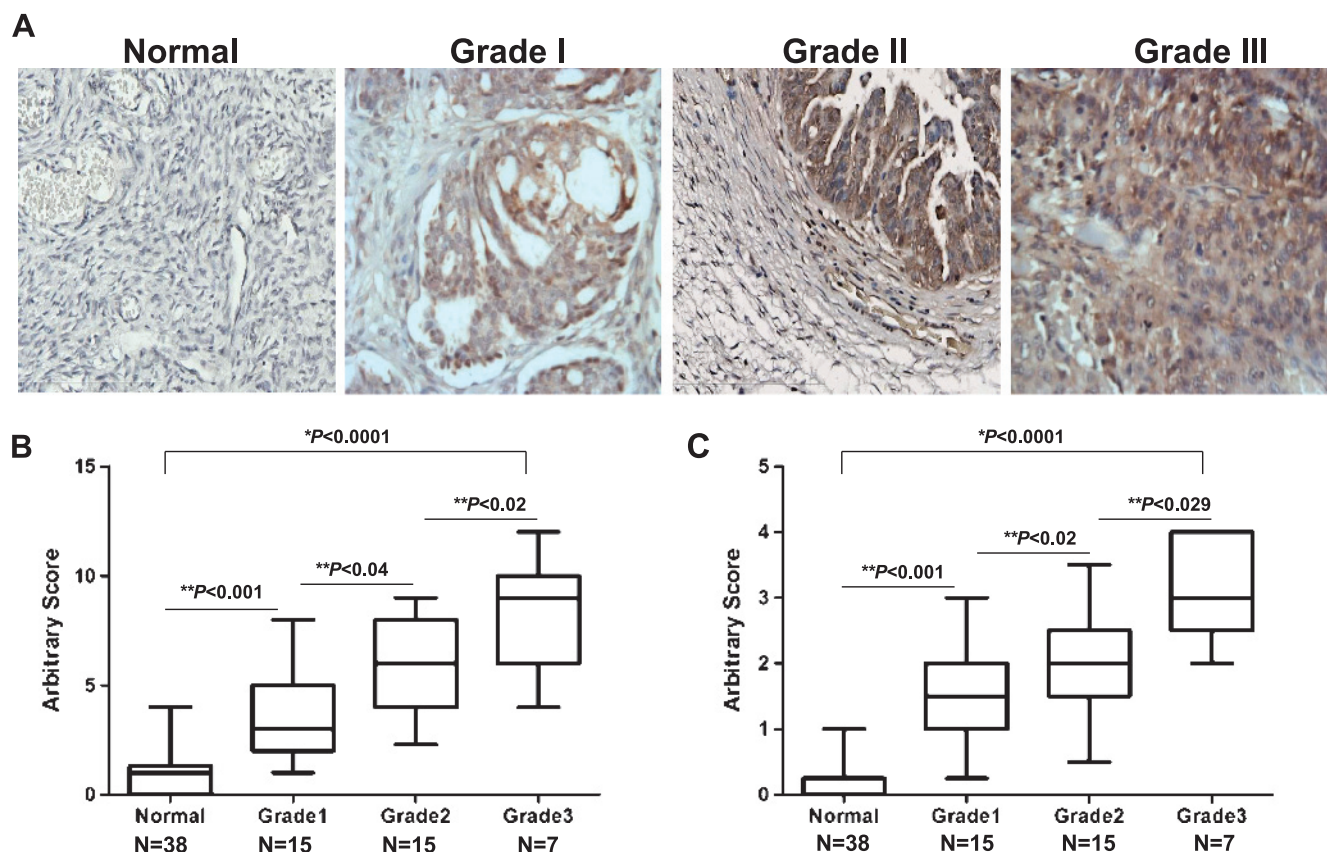 A
Normal Grade I Grade II Grade III
B
*P<0.0001
**P<0.02
**P<0.04
**P<0.001
Arbitrary Score
15
10
5
0
Normal Grade1 Grade2 Grade3
N=38 N=15 N=15 N=7
C
*P<0.0001
**P<0.029
**P<0.02
**P<0.001
Arbitrary Score
5
4
3
2
1
0
Normal Grade1 Grade2 Grade3
N=38 N=15 N=15 N=7